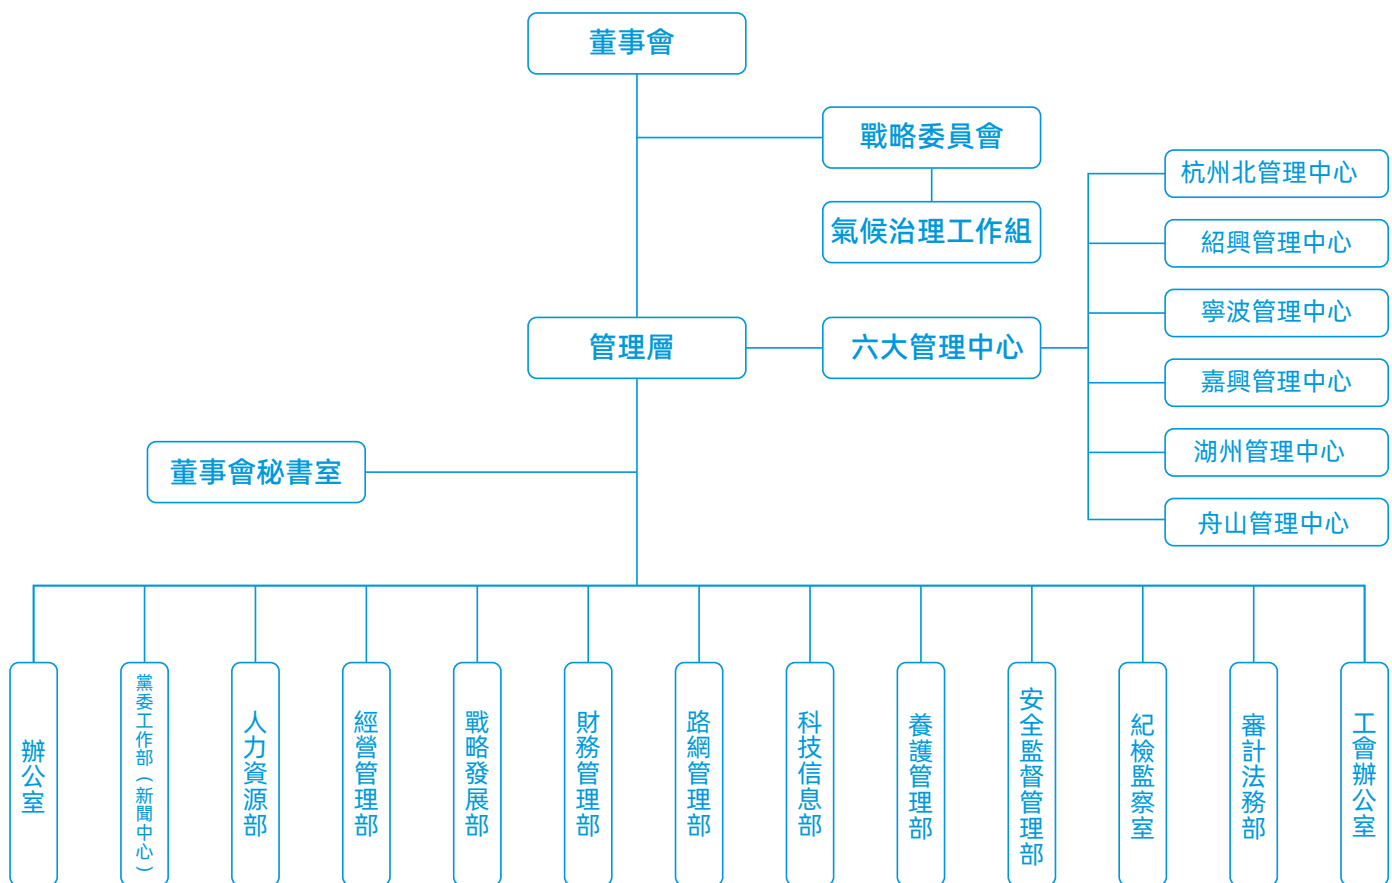 董事會
戰略委員會
氣候治理工作組
杭州北管理中心
紹興管理中心
寧波管理中心
管理層
六大管理中心
嘉興管理中心
湖州管理中心
董事會秘書室
舟山管理中心
辦公室
黨委工作部（新聞中心）
人力資源部
經營管理部
戰略發展部
財務管理部
路網管理部
科技信息部
養護管理部
安全監督管理部
紀檢監察室
審計法務部
工會辦公室